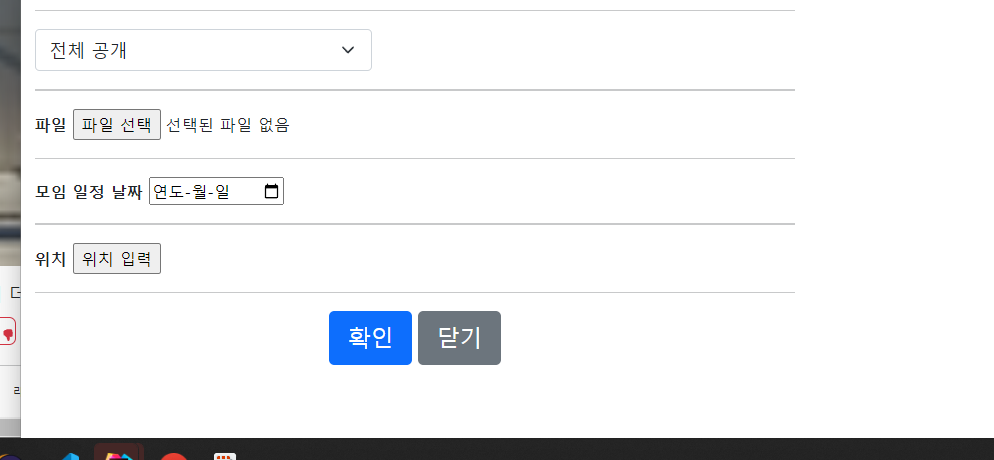 전체 공개
파일 파일 선택 선택된 파일 없음
모임 일정 날짜 연도-월-일
위치 위치 입력
확인 닫기